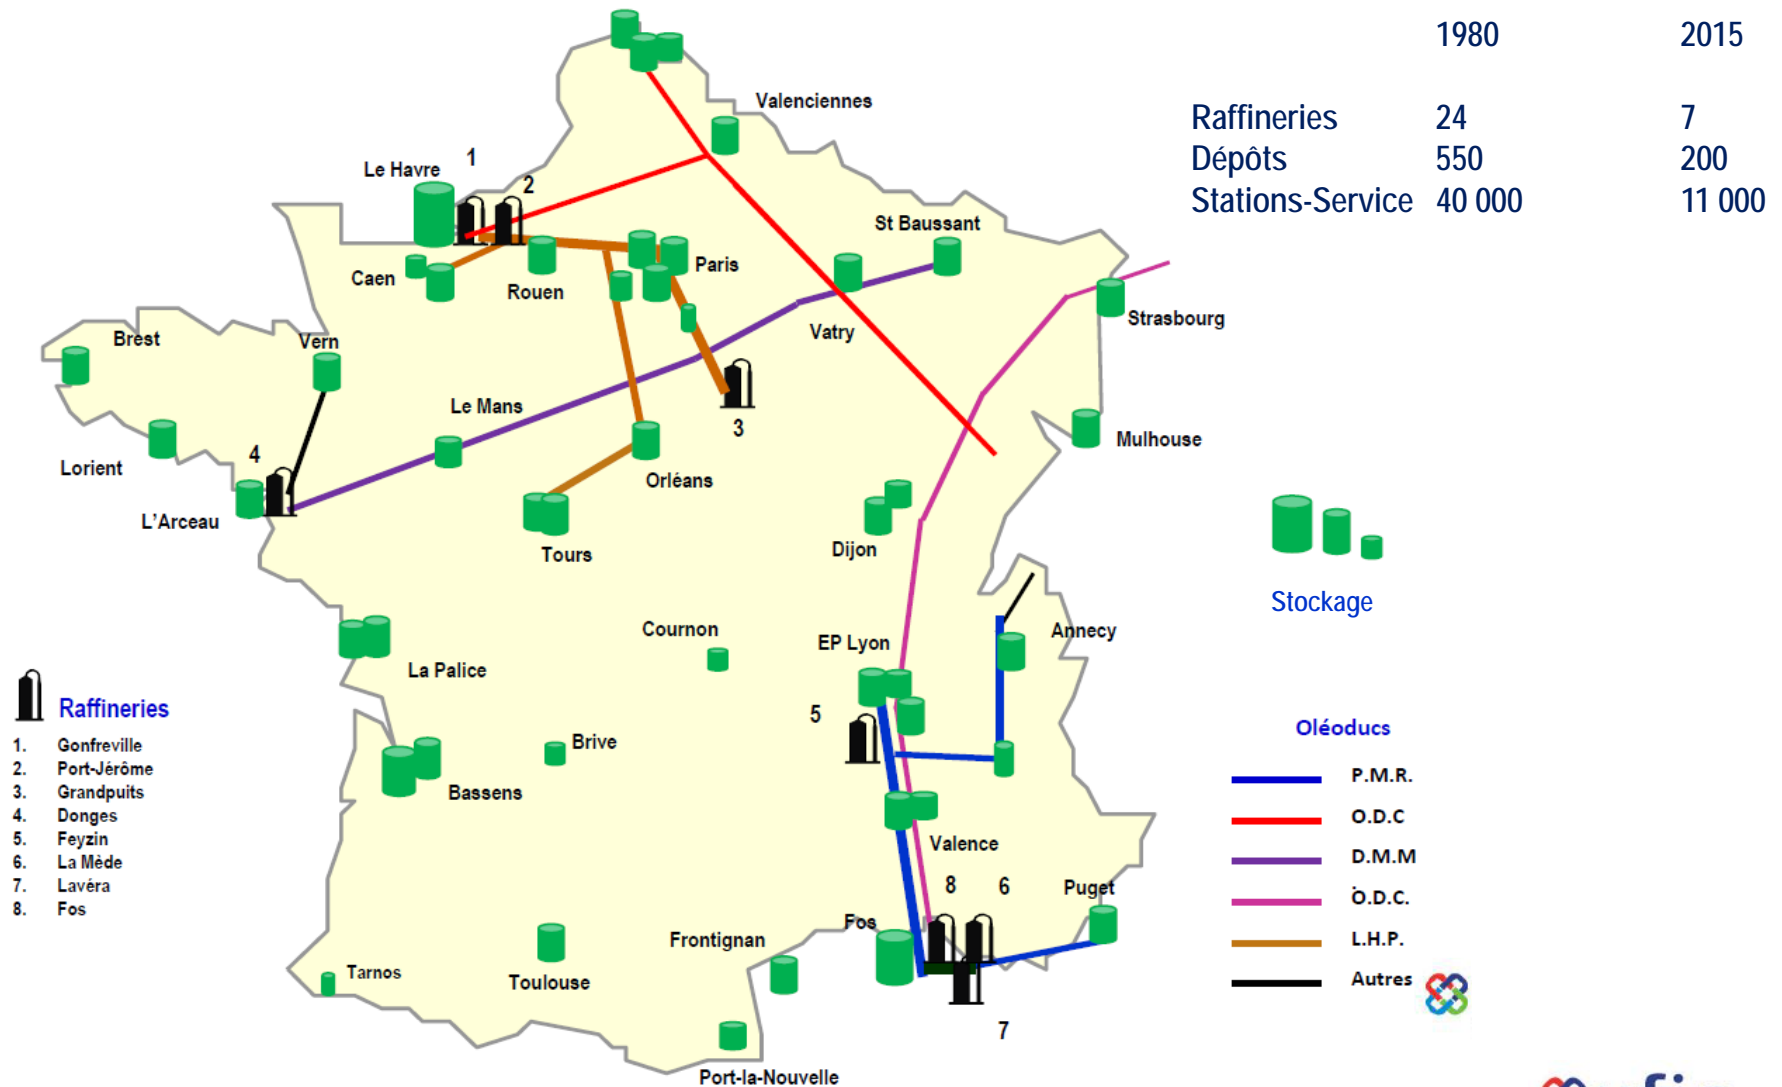 1980 2015
Raffineries 24 7
Dépôts 550 200
Stations-Service 40 000 11 000
Valenciennes
Le Havre
1
2
St Baussant
Caen
Rouen
Paris
Strasbourg
Vatry
Brest
Vern
Le Mans
3
Mulhouse
Lorient
4
Orléans
L'Arceau
Tours
Dijon
Stockage
Cournon
EP Lyon
Annecy
La Palice
5
Brive
Bassens
Valence
8 6
Puget
Fos
Frontignan
Tarnos
Toulouse
7
Port-la-Nouvelle
Raffineries
1. Gonfreville
2. Port-Jérôme
3. Grandpuits
4. Donges
5. Feyzin
6. La Mède
7. Lavéra
8. Fos
Oléoducs
P.M.R.
O.D.C
D.M.M
O.D.C.
L.H.P.
Autres